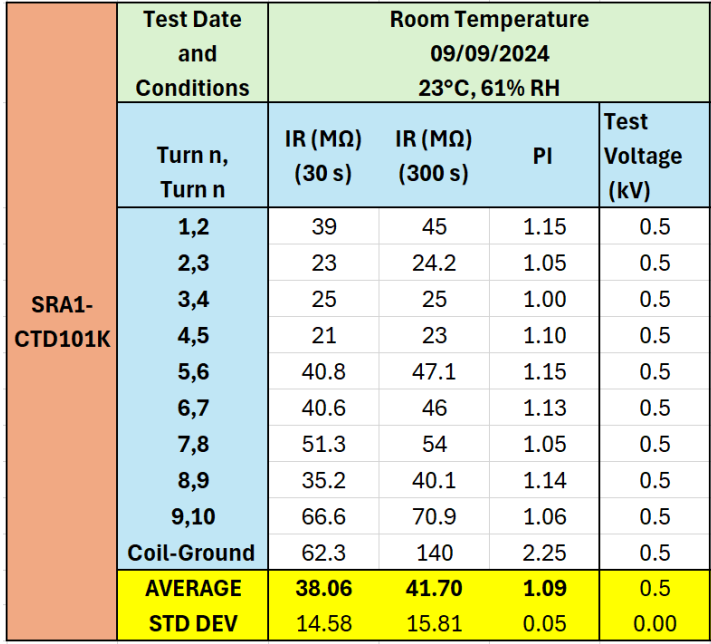 Test Date and Conditions	Room Temperature 09/09/2024 23°C, 61% RH
SRA1-CTD101K
Turn n, Turn n	IR (MΩ) (30 s)	IR (MΩ) (300 s)	PI	Test Voltage (kV)
1,2	39	45	1.15	0.5
2,3	23	24.2	1.05	0.5
3,4	25	25	1.00	0.5
4,5	21	23	1.10	0.5
5,6	40.8	47.1	1.15	0.5
6,7	40.6	46	1.13	0.5
7,8	51.3	54	1.05	0.5
8,9	35.2	40.1	1.14	0.5
9,10	66.6	70.9	1.06	0.5
Coil-Ground	62.3	140	2.25	0.5
AVERAGE	38.06	41.70	1.09	0.5
STD DEV	14.58	15.81	0.05	0.00